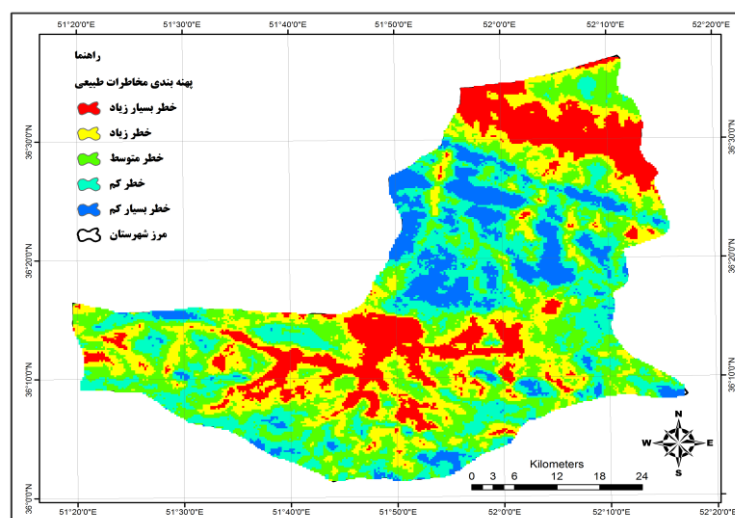 51°20'0"E 51°30'0"E 51°40'0"E 51°50'0"E 52°0'0"E 52°10'0"E 52°20'0"E
راهنما
پهنه بندی مخاطرات طبیعی
خطر بسیار زیاد
خطر زیاد
خطر متوسط
خطر کم
خطر بسیار کم
مرز شهرستان
36°30'0"N 36°30'0"N
36°20'0"N 36°20'0"N
36°10'0"N 36°10'0"N
36°0'0"N 36°0'0"N
N
W E
S
Kilometers
0 3 6 12 18 24
51°20'0"E 51°30'0"E 51°40'0"E 51°50'0"E 52°0'0"E 52°10'0"E 52°20'0"E